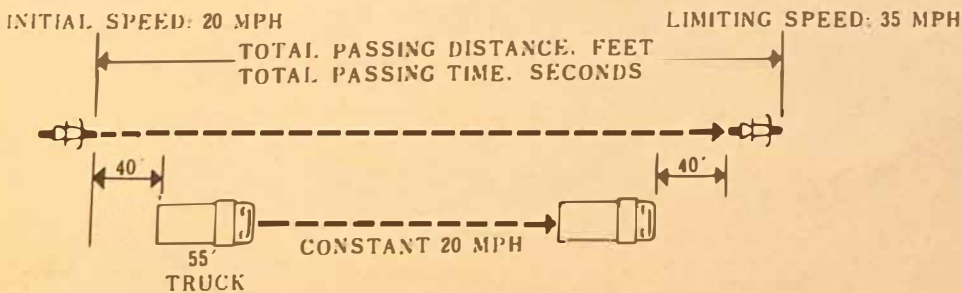 INITIAL SPEED: 20 MPH
LIMITING SPEED: 35 MPH
TOTAL PASSING DISTANCE. FEET
TOTAL PASSING TIME. SECONDS
40'
40'
CONSTANT 20 MPH
55'
TRUCK